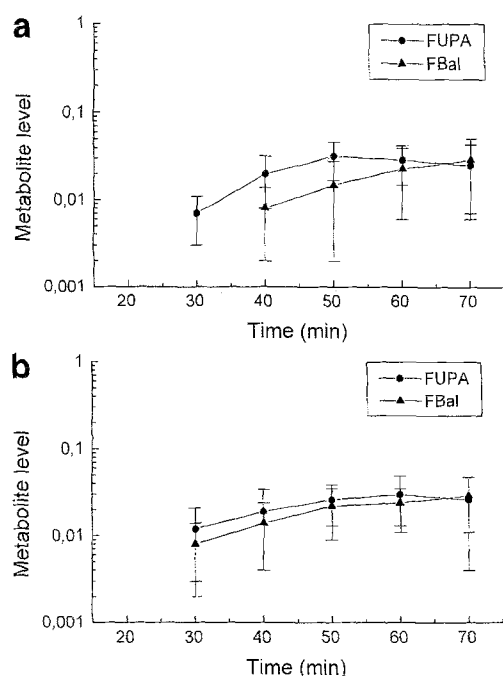 a
1
0,1
0,01
0,001
Metabolite level
FUPA
FBal
20 30 40 50 60 70
Time (min)
b
1
0,1
0,01
0,001
Metabolite level
FUPA
FBal
20 30 40 50 60 70
Time (min)